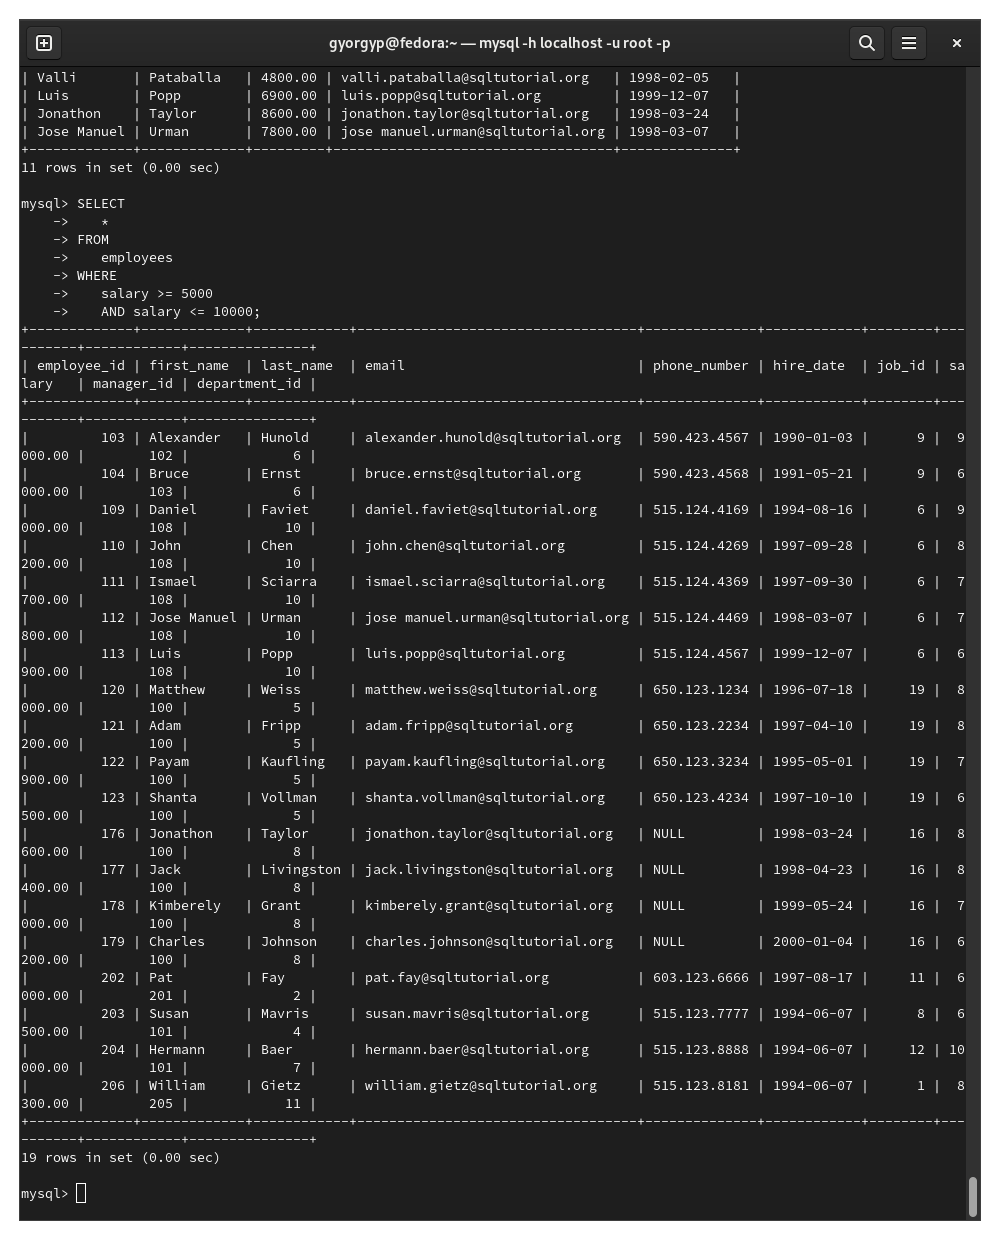 gyorgyp@fedora:~ — mysql -h localhost -u root -p
| Valli       | Pataballa   | 4800.00 | valli.pataballa@sqltutorial.org   | 1998-02-05   |
| Luis        | Popp        | 6900.00 | luis.popp@sqltutorial.org         | 1999-12-07   |
| Jonathon    | Taylor      | 8600.00 | jonathon.taylor@sqltutorial.org   | 1998-03-24   |
| Jose Manuel | Urman       | 7800.00 | jose manuel.urman@sqltutorial.org | 1998-03-07   |
+-------------+-------------+---------+-----------------------------------+--------------+
11 rows in set (0.00 sec)
mysql> SELECT
    ->    *
    -> FROM
    ->    employees
    -> WHERE
    ->    salary >= 5000
    ->    AND salary <= 10000;
+-------------+-------------+------------+-----------------------------------+--------------+------------+--------+---
-------+------------+---------------+
| employee_id | first_name  | last_name  | email                             | phone_number | hire_date  | job_id | sa
lary   | manager_id | department_id |
+-------------+-------------+------------+-----------------------------------+--------------+------------+--------+---
-------+------------+---------------+
|         103 | Alexander   | Hunold     | alexander.hunold@sqltutorial.org  | 590.423.4567 | 1990-01-03 |      9 |  9
000.00 |        102 |             6 |
|         104 | Bruce       | Ernst      | bruce.ernst@sqltutorial.org       | 590.423.4568 | 1991-05-21 |      9 |  6
000.00 |        103 |             6 |
|         109 | Daniel      | Faviet     | daniel.faviet@sqltutorial.org     | 515.124.4169 | 1994-08-16 |      6 |  9
000.00 |        108 |            10 |
|         110 | John        | Chen       | john.chen@sqltutorial.org         | 515.124.4269 | 1997-09-28 |      6 |  8
200.00 |        108 |            10 |
|         111 | Ismael      | Sciarra    | ismael.sciarra@sqltutorial.org    | 515.124.4369 | 1997-09-30 |      6 |  7
700.00 |        108 |            10 |
|         112 | Jose Manuel | Urman      | jose manuel.urman@sqltutorial.org | 515.124.4469 | 1998-03-07 |      6 |  7
800.00 |        108 |            10 |
|         113 | Luis        | Popp       | luis.popp@sqltutorial.org         | 515.124.4567 | 1999-12-07 |      6 |  6
900.00 |        108 |            10 |
|         120 | Matthew     | Weiss      | matthew.weiss@sqltutorial.org     | 650.123.1234 | 1996-07-18 |     19 |  8
000.00 |        100 |             5 |
|         121 | Adam        | Fripp      | adam.fripp@sqltutorial.org        | 650.123.2234 | 1997-04-10 |     19 |  8
200.00 |        100 |             5 |
|         122 | Payam       | Kaufling   | payam.kaufling@sqltutorial.org    | 650.123.3234 | 1995-05-01 |     19 |  7
900.00 |        100 |             5 |
|         123 | Shanta      | Vollman    | shanta.vollman@sqltutorial.org    | 650.123.4234 | 1997-10-10 |     19 |  6
500.00 |        100 |             5 |
|         176 | Jonathon    | Taylor     | jonathon.taylor@sqltutorial.org   | NULL         | 1998-03-24 |     16 |  8
600.00 |        100 |             8 |
|         177 | Jack        | Livingston | jack.livingston@sqltutorial.org   | NULL         | 1998-04-23 |     16 |  8
400.00 |        100 |             8 |
|         178 | Kimberely   | Grant      | kimberely.grant@sqltutorial.org   | NULL         | 1999-05-24 |     16 |  7
000.00 |        100 |             8 |
|         179 | Charles     | Johnson    | charles.johnson@sqltutorial.org   | NULL         | 2000-01-04 |     16 |  6
200.00 |        100 |             8 |
|         202 | Pat         | Fay        | pat.fay@sqltutorial.org           | 603.123.6666 | 1997-08-17 |     11 |  6
000.00 |        201 |             2 |
|         203 | Susan       | Mavris     | susan.mavris@sqltutorial.org      | 515.123.7777 | 1994-06-07 |      8 |  6
500.00 |        101 |             4 |
|         204 | Hermann     | Baer       | hermann.baer@sqltutorial.org      | 515.123.8888 | 1994-06-07 |     12 | 10
000.00 |        101 |             7 |
|         206 | William     | Gietz      | william.gietz@sqltutorial.org     | 515.123.8181 | 1994-06-07 |      1 |  8
300.00 |        205 |            11 |
+-------------+-------------+------------+-----------------------------------+--------------+------------+--------+---
-------+------------+---------------+
19 rows in set (0.00 sec)
mysql>